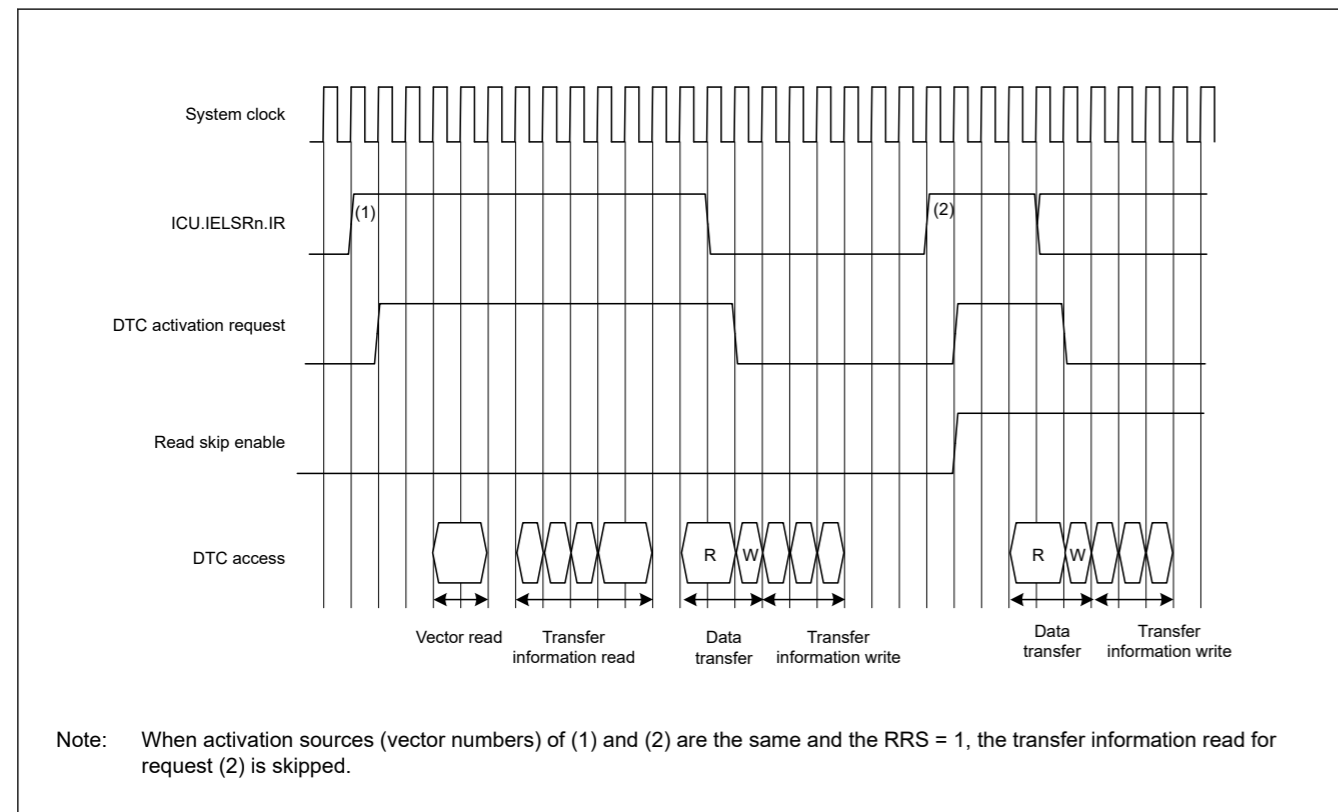 System clock
ICU.IELSRn.IR
(1)
(2)
DTC activation request
Read skip enable
DTC access
R
W
R
W
Vector read
Transfer
information read
Data
transfer
Transfer
information write
Data
transfer
Transfer
information write
Note: When activation sources (vector numbers) of (1) and (2) are the same and the RRS = 1, the transfer information read for
request (2) is skipped.